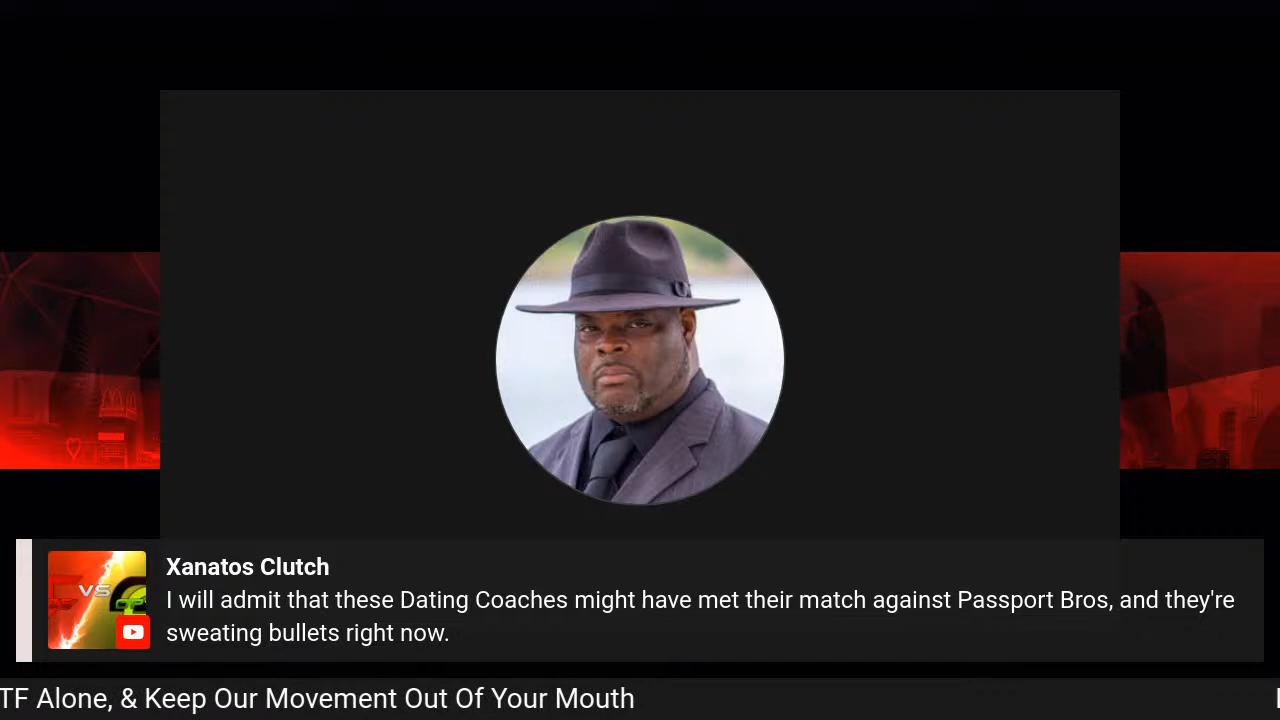 VS
Xanatos Clutch
I will admit that these Dating Coaches might have met their match against Passport Bros, and they're
sweating bullets right now.
TF Alone, & Keep Our Movement Out Of Your Mouth